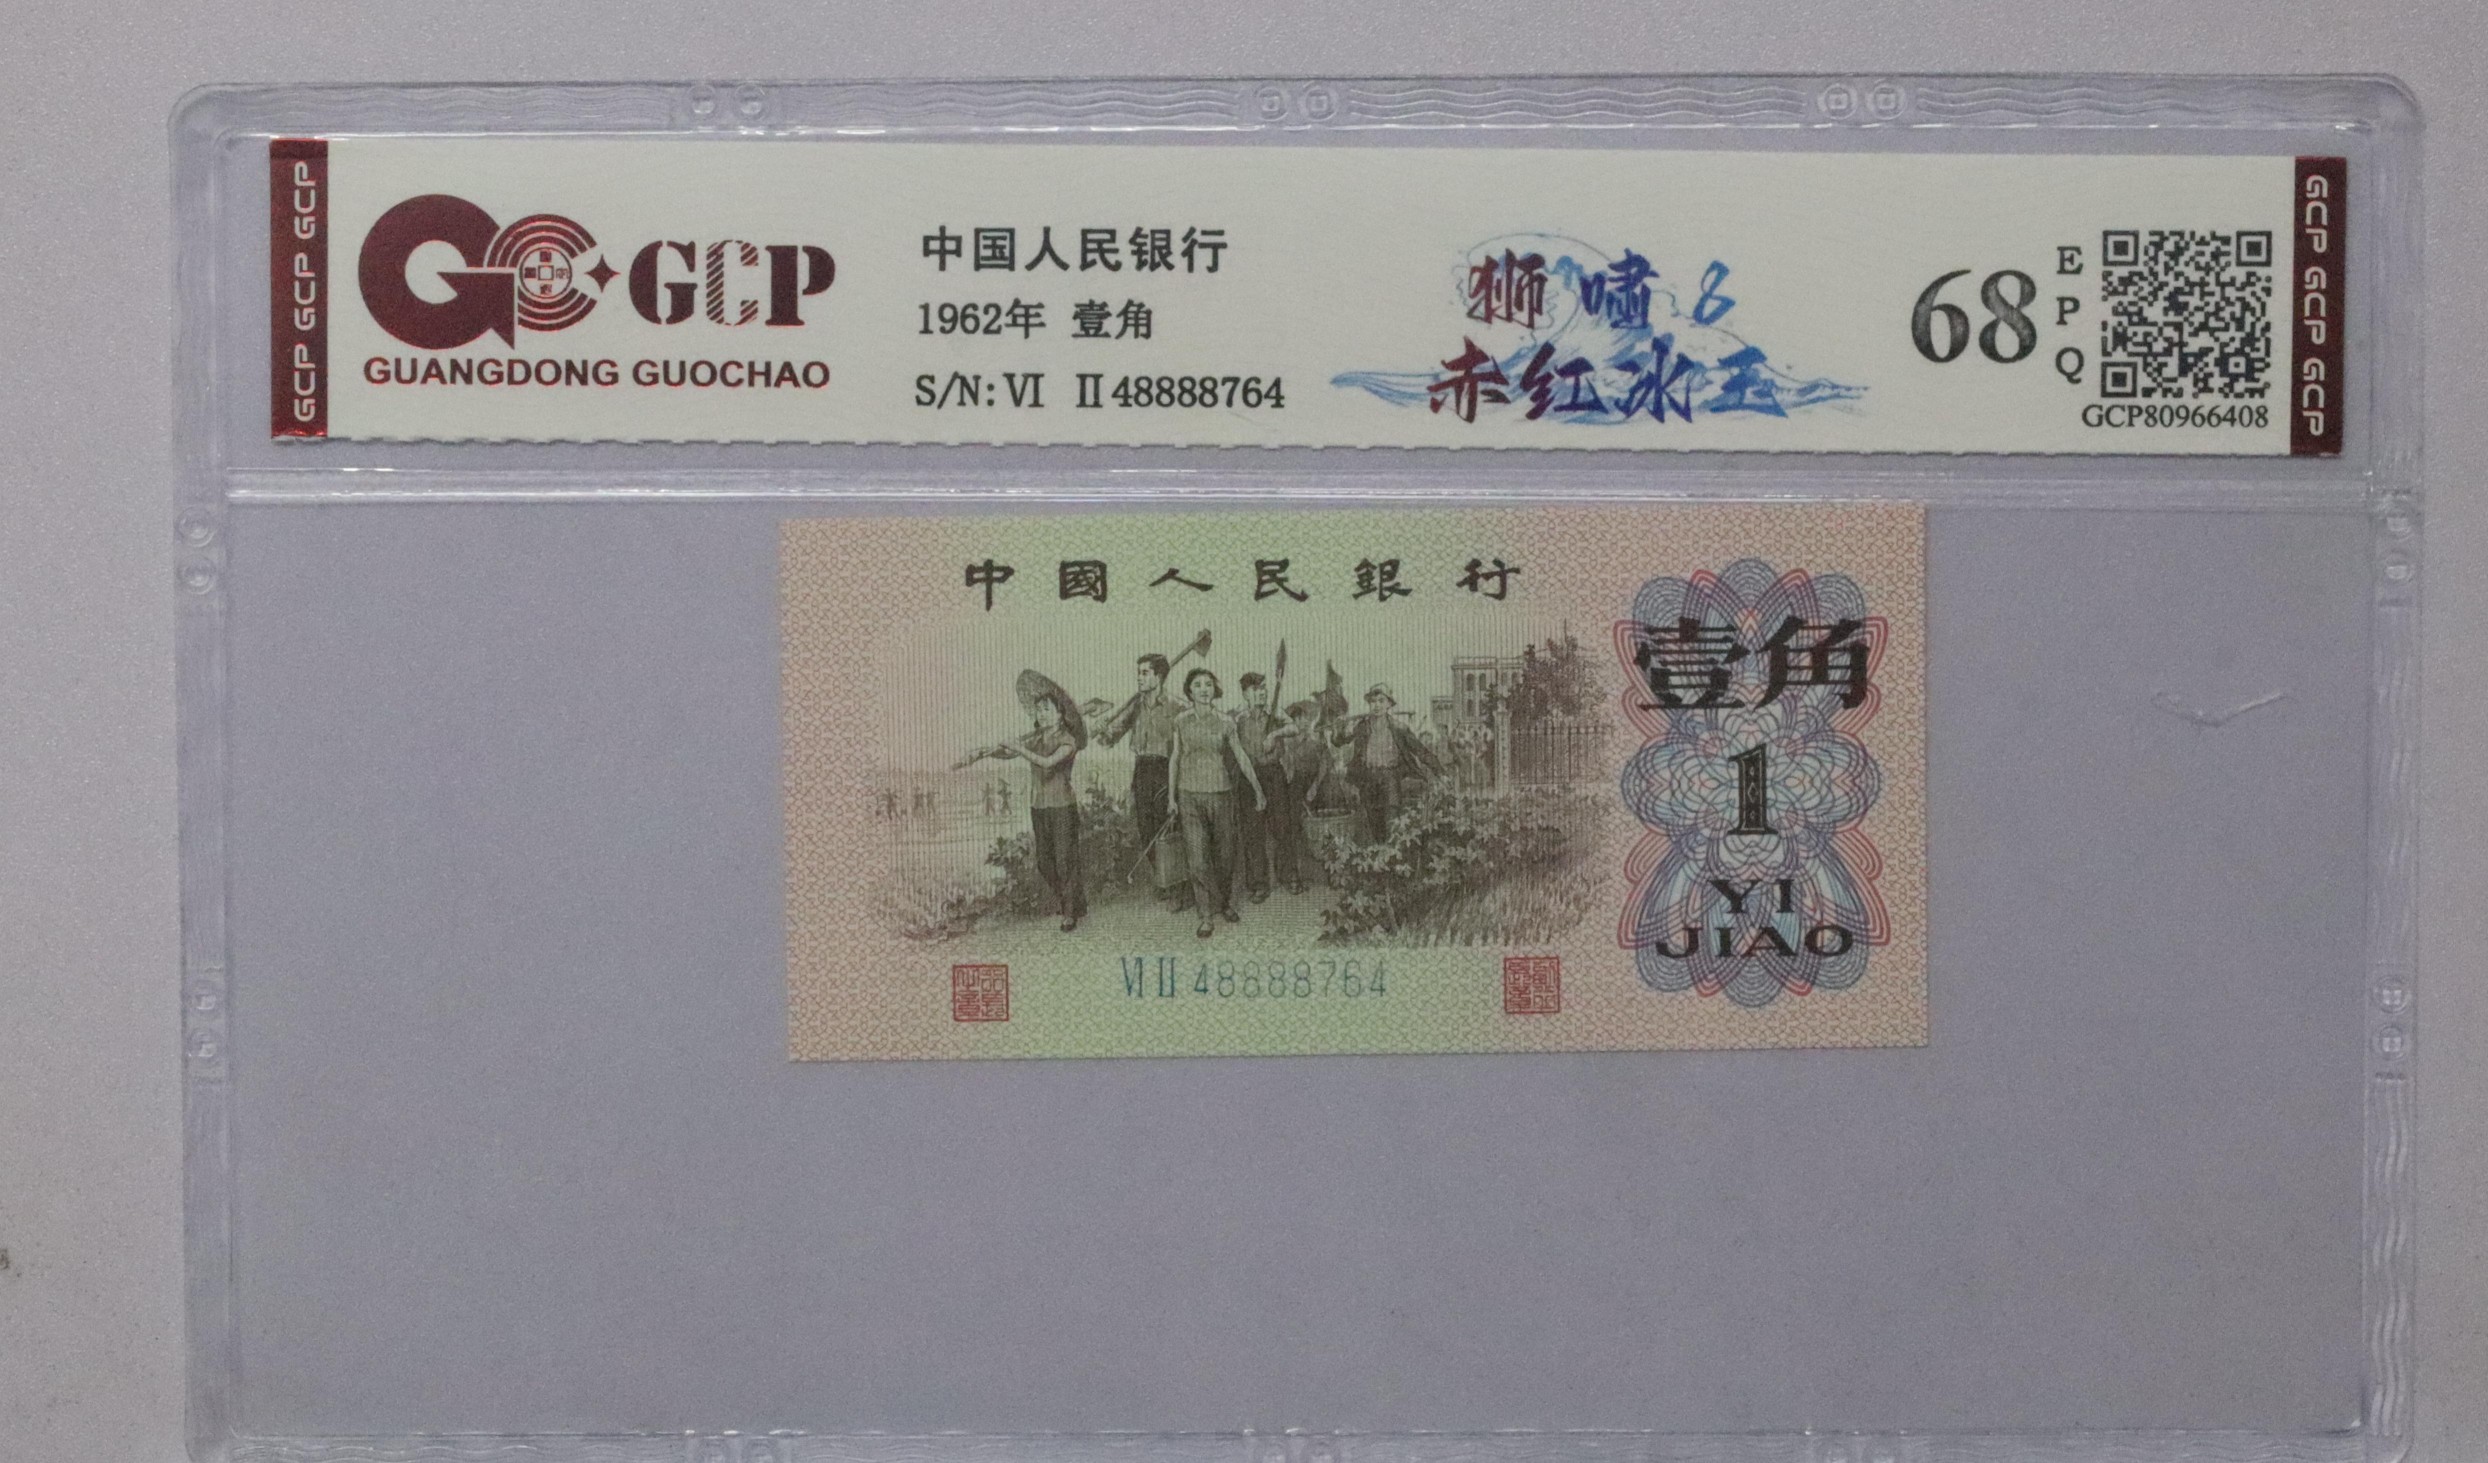 GCP GCP GCP
GCP
GUANGDONG GUOCHAO
中国人民银行
1962年 壹角
S/N: VI II 48888764
狮啸8
赤红冰玉
68
EPQ
GCP80966408
GCP GCP GCP
中國人民銀行
壹角
1
YI
JIAO
VI II 48888764